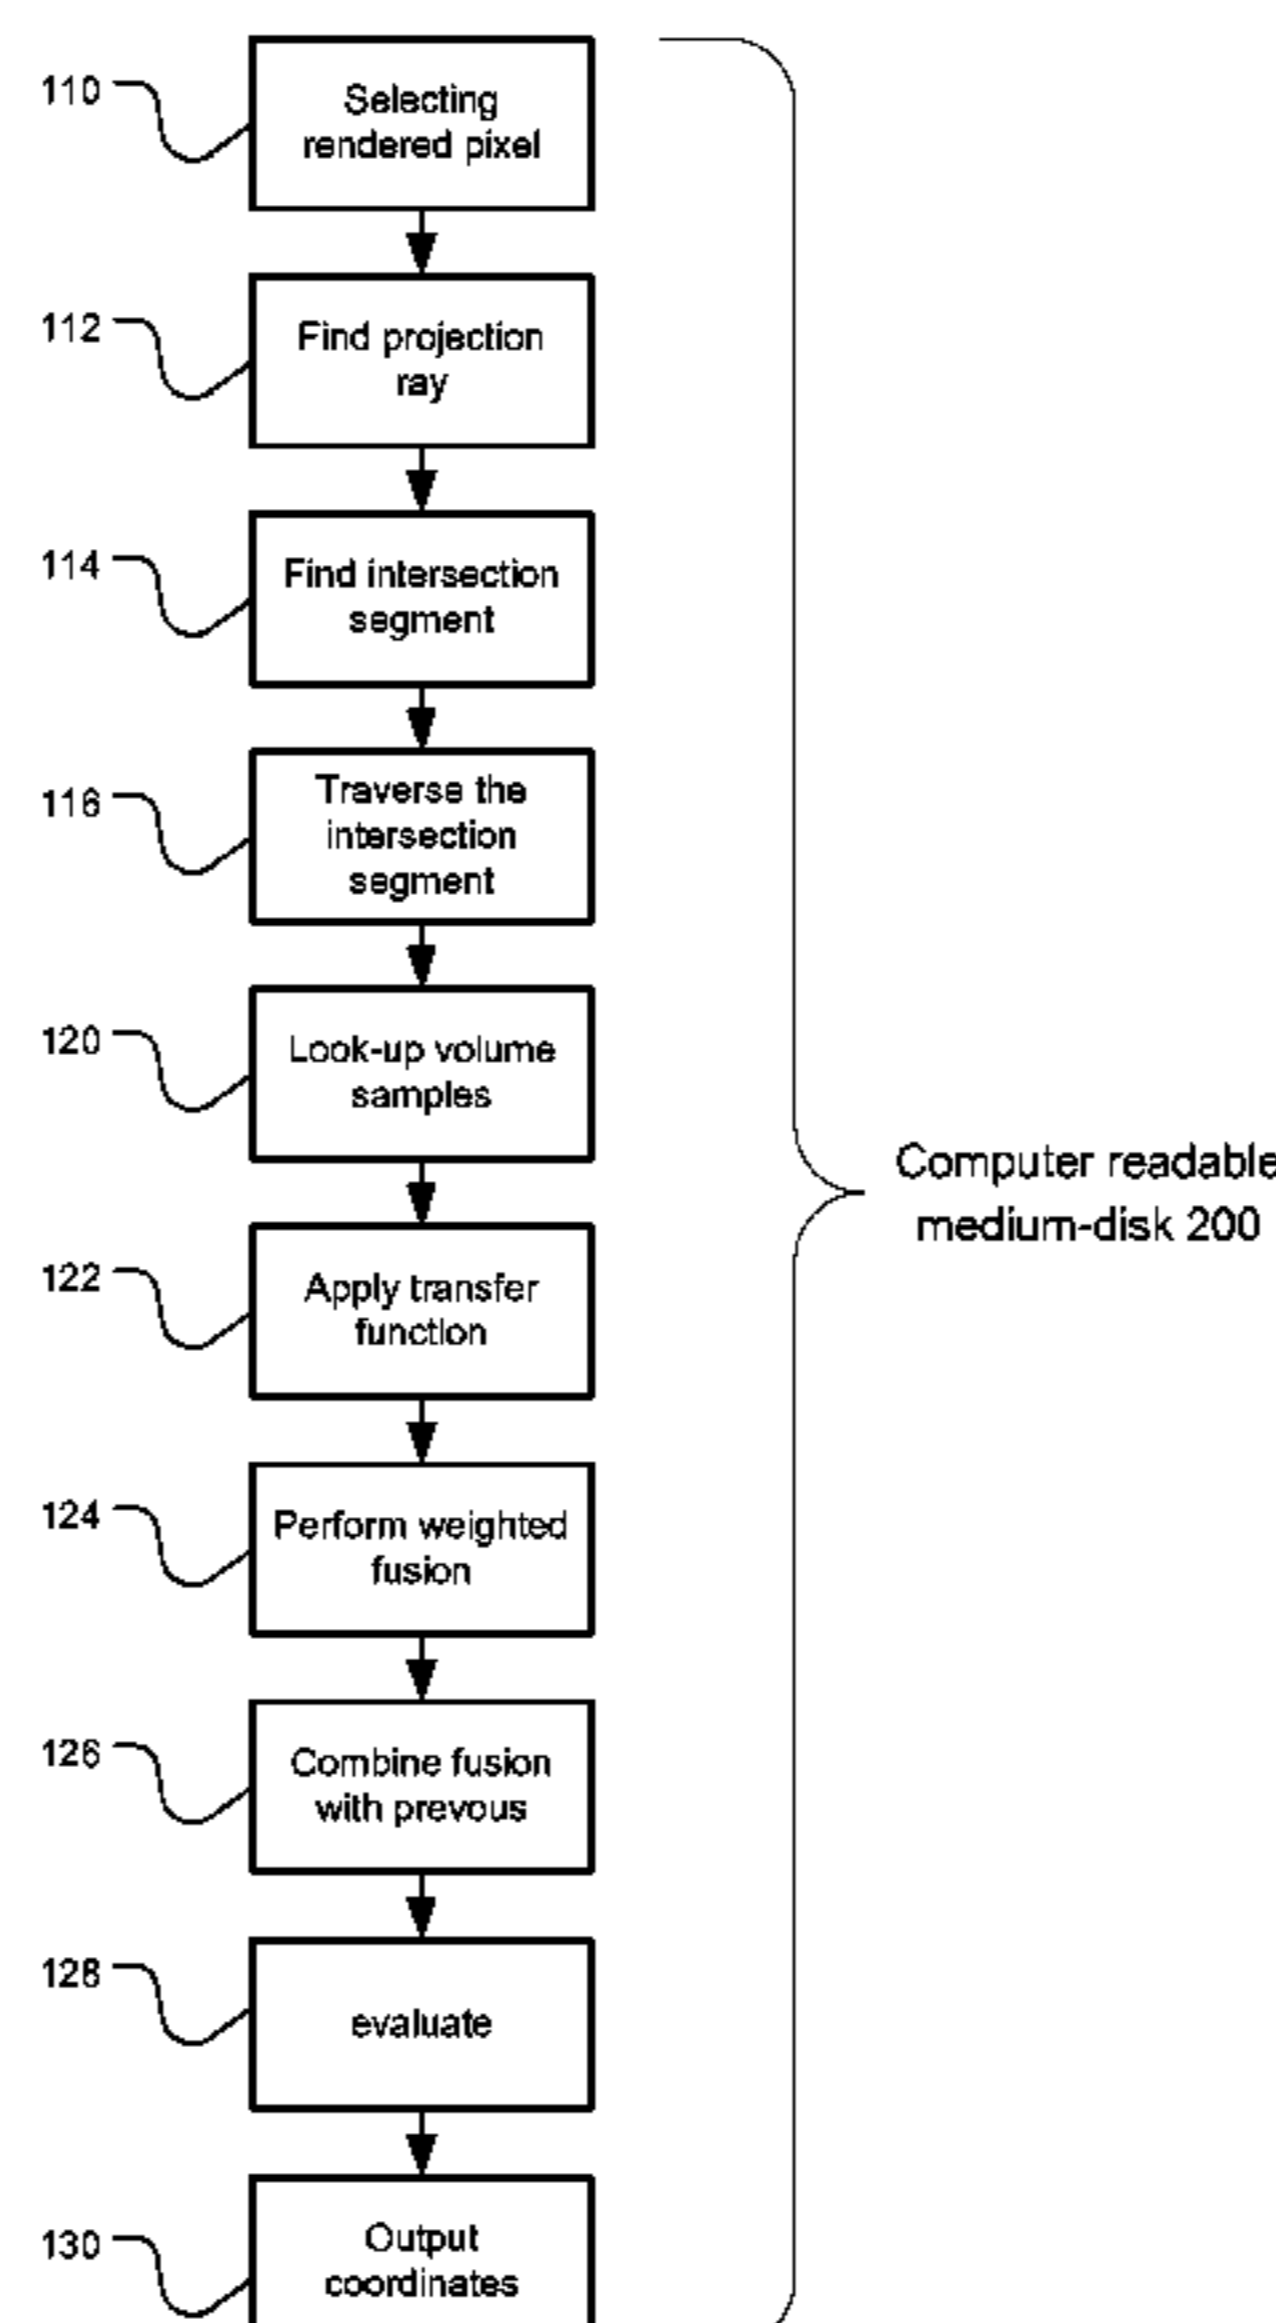 110
Selecting
rendered pixel
112
Find projection
ray
114
Find intersection
segment
116
Traverse the
intersection
segment
120
Look-up volume
samples
Computer readable
medium-disk 200
122
Apply transfer
function
124
Perform weighted
fusion
126
Combine fusion
with prevous
128
evaluate
130
Output
coordinates